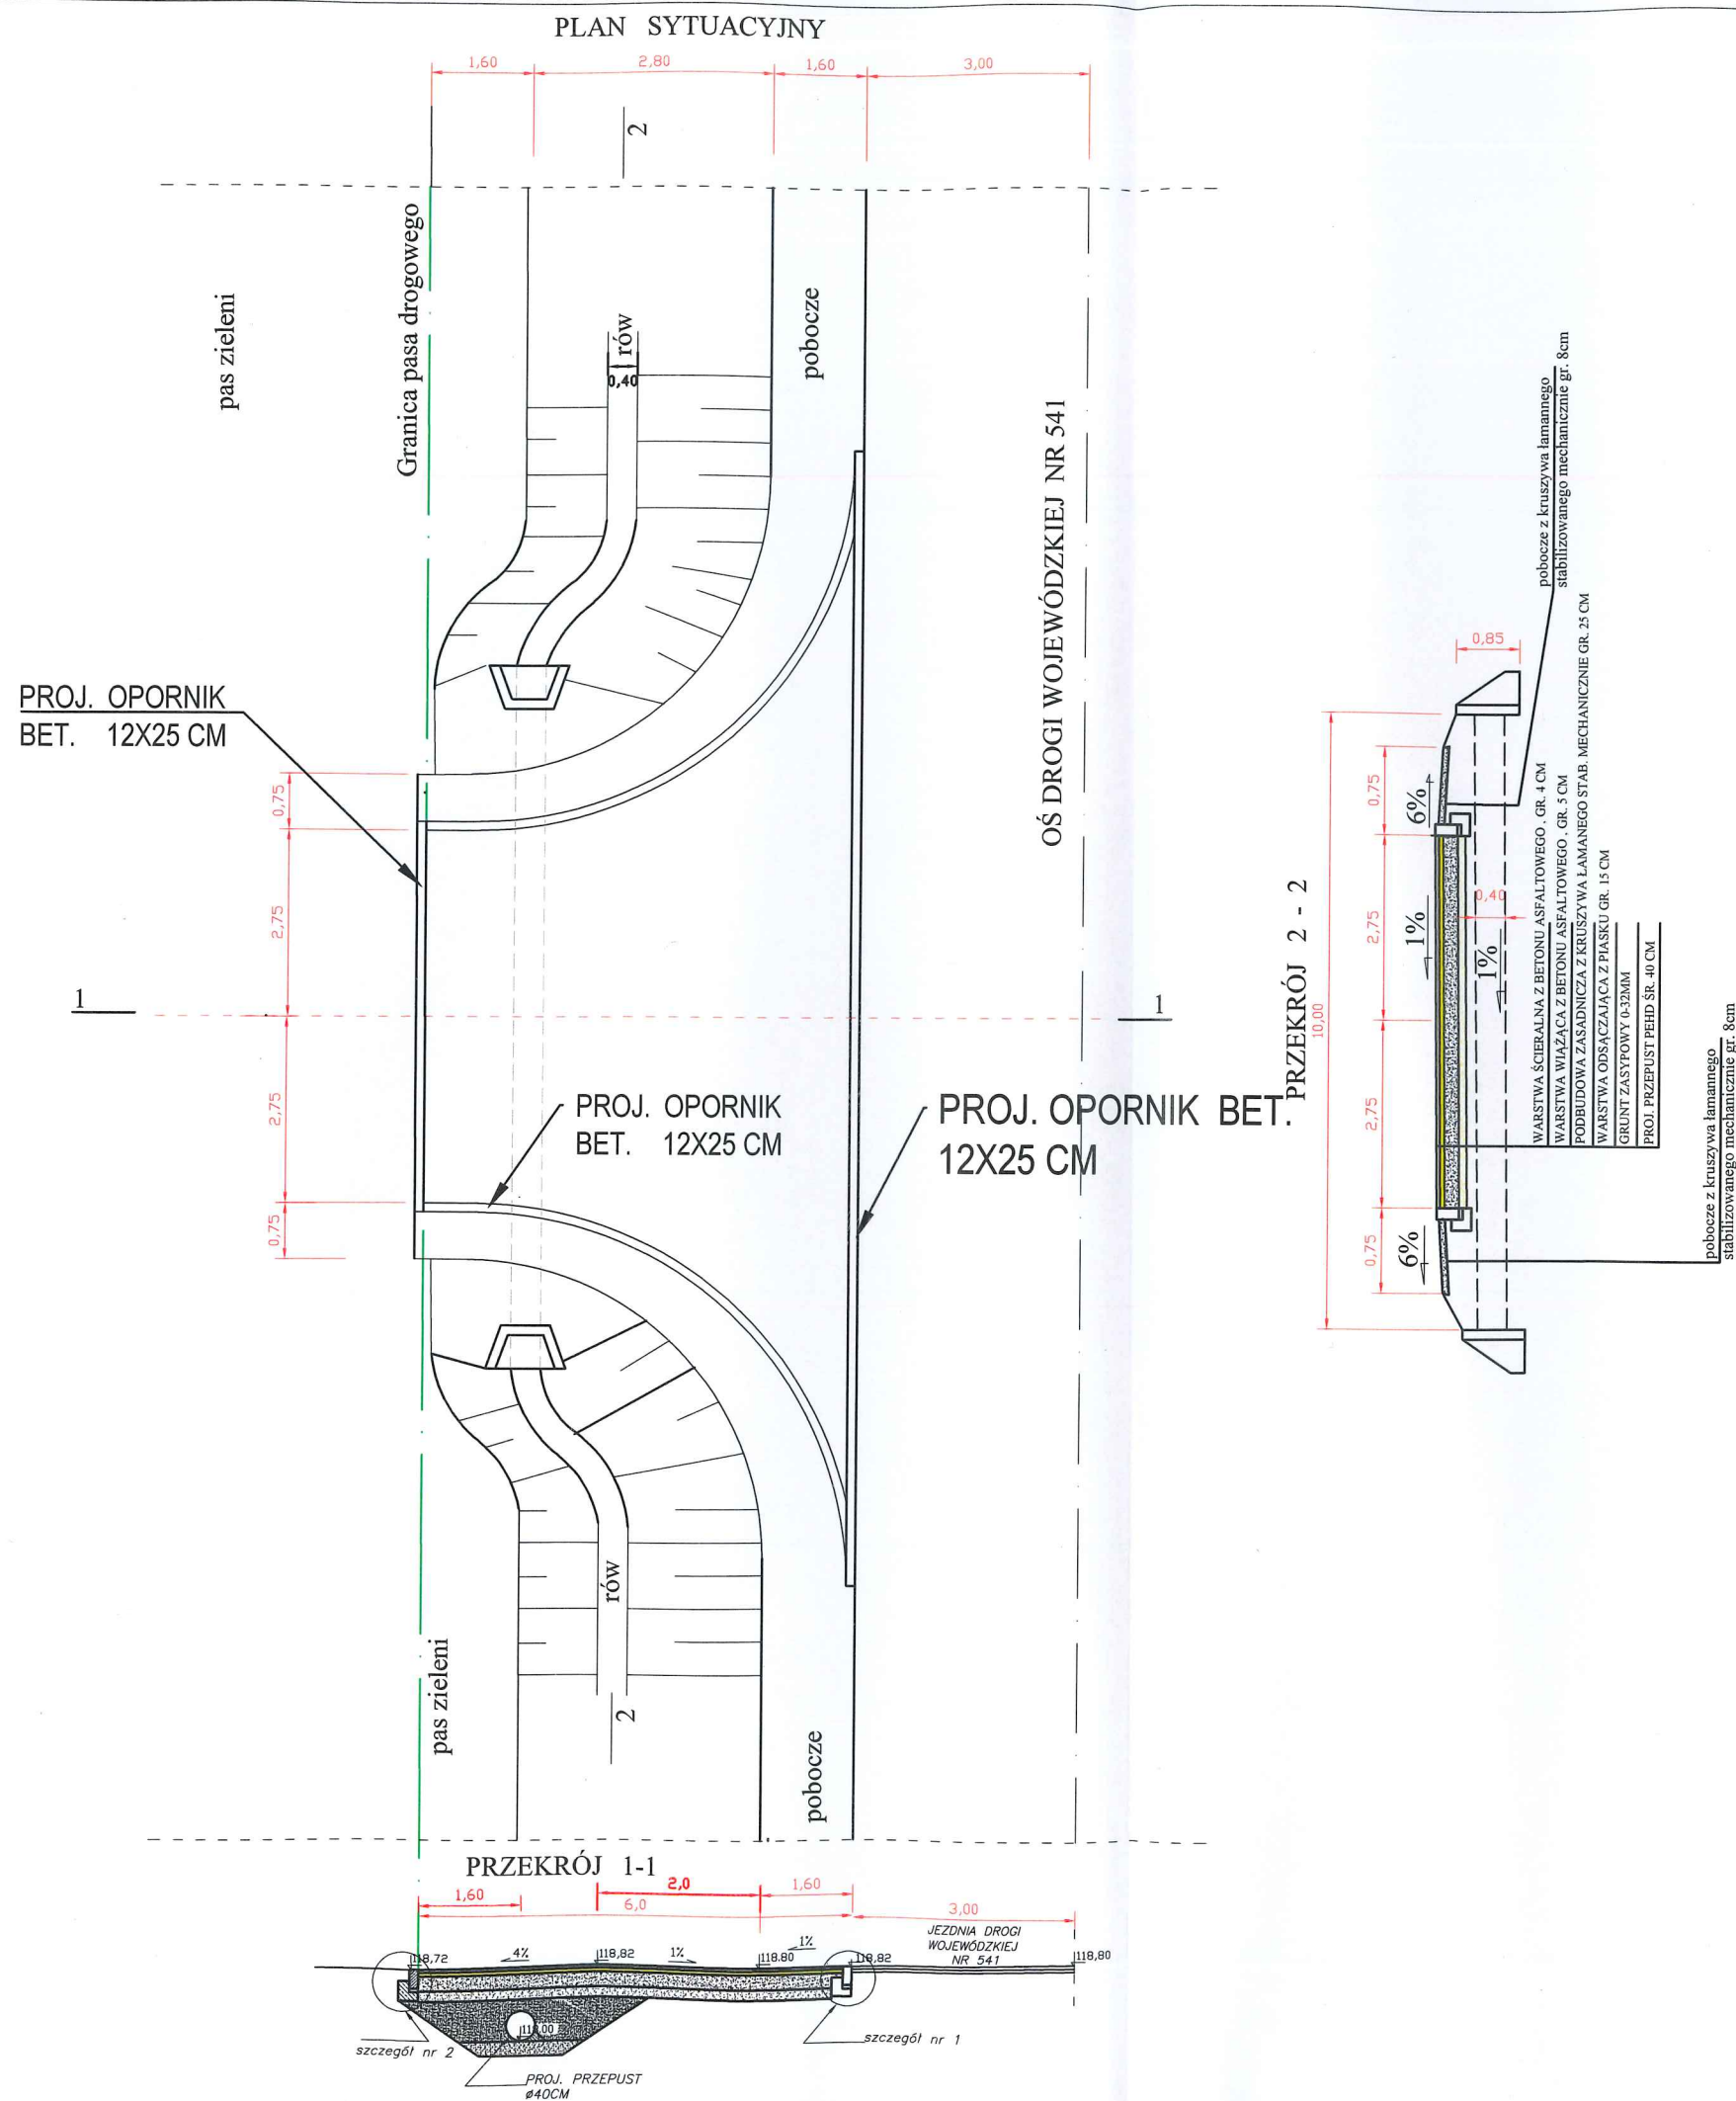 PLAN SYTUACYJNY
1,60
2,80
1,60
3,00
2
pas zieleni
Granica pasa drogowego
rów
0,40
pobocze
OŚ DROGI WOJEWÓDZKIEJ NR 541
PROJ. OPORNIK
BET. 12X25 CM
0,75
2,75
2,75
0,75
1
1
PROJ. OPORNIK
BET. 12X25 CM
PROJ. OPORNIK BET.
12X25 CM
rów
2
pas zieleni
pobocze
PRZEKRÓJ 2 - 2
10,00
0,85
0,75
2,75
2,75
0,75
6%
1%
0,40
1%
6%
pobocze z kruszywa łamannego
stabilizowanego mechanicznie gr. 8cm
WARSTWA ŚCIERALNA Z BETONU ASFALTOWEGO , GR. 4 CM
WARSTWA WIĄŻĄCA Z BETONU ASFALTOWEGO , GR. 5 CM
PODBUDOWA ZASADNICZA Z KRUSZYWA ŁAMANEGO STAB. MECHANICZNIE GR. 25 CM
WARSTWA ODSĄCZAJĄCA Z PIASKU GR. 15 CM
GRUNT ZASYPOWY 0-32MM
PROJ. PRZEPUST PEHD ŚR. 40 CM
pobocze z kruszywa łamannego
stabilizowanego mechanicznie gr. 8cm
PRZEKRÓJ 1-1
1,60
2,0
1,60
6,0
3,00
JEZDNIA DROGI
WOJEWÓDZKIEJ
NR 541
118,72
4%
118,82
1%
118.80
1%
118,82
118,80
118,00
szczegół nr 2
szczegół nr 1
PROJ. PRZEPUST
ø40CM